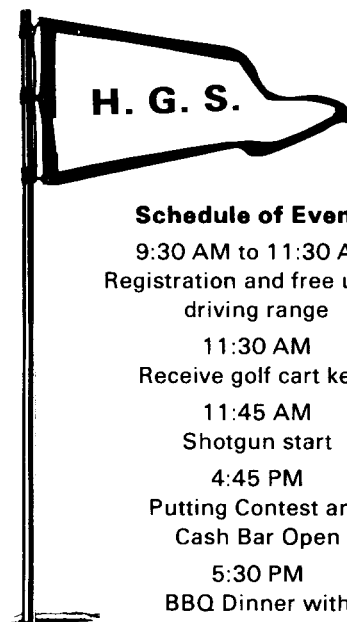 H. G. S.
Schedule of Even
9:30 AM to 11:30 A
Registration and free u
driving range
11:30 AM
Receive golf cart ke
11:45 AM
Shotgun start
4:45 PM
Putting Contest an
Cash Bar Open
5:30 PM
BBQ Dinner with